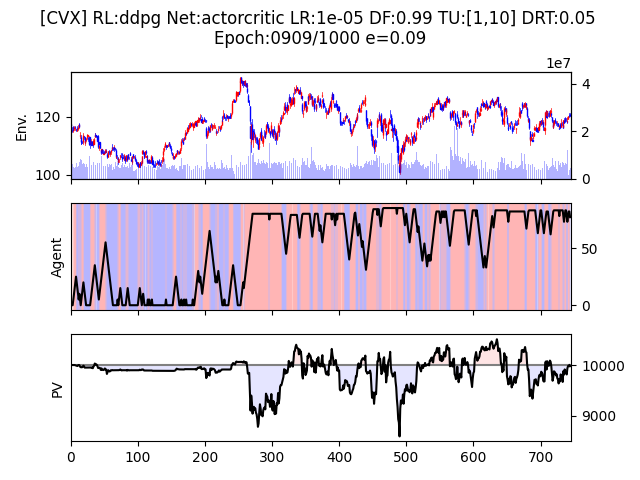 [CVX] RL:ddpg Net:actorcritic LR:1e-05 DF:0.99 TU:[1,10] DRT:0.05
Epoch:0909/1000 e=0.09
1e7
Env.
120
100
4
2
0
Agent
50
0
PV
10000
9000
0 100 200 300 400 500 600 700